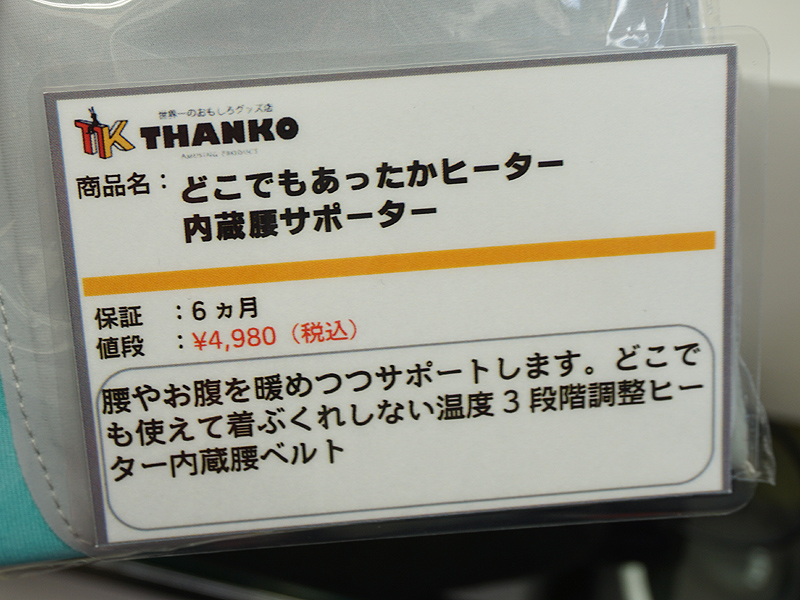 世界一のおもしろグッズ店
TK THANKO
AMUSING PRODUCTS
商品名：どこでもあったかヒーター
内蔵腰サポーター
保証　：6ヵ月
値段　：¥4,980（税込）
腰やお腹を暖めつつサポートします。どこで
も使えて着ぶくれしない温度3段階調整ヒー
ター内蔵腰ベルト